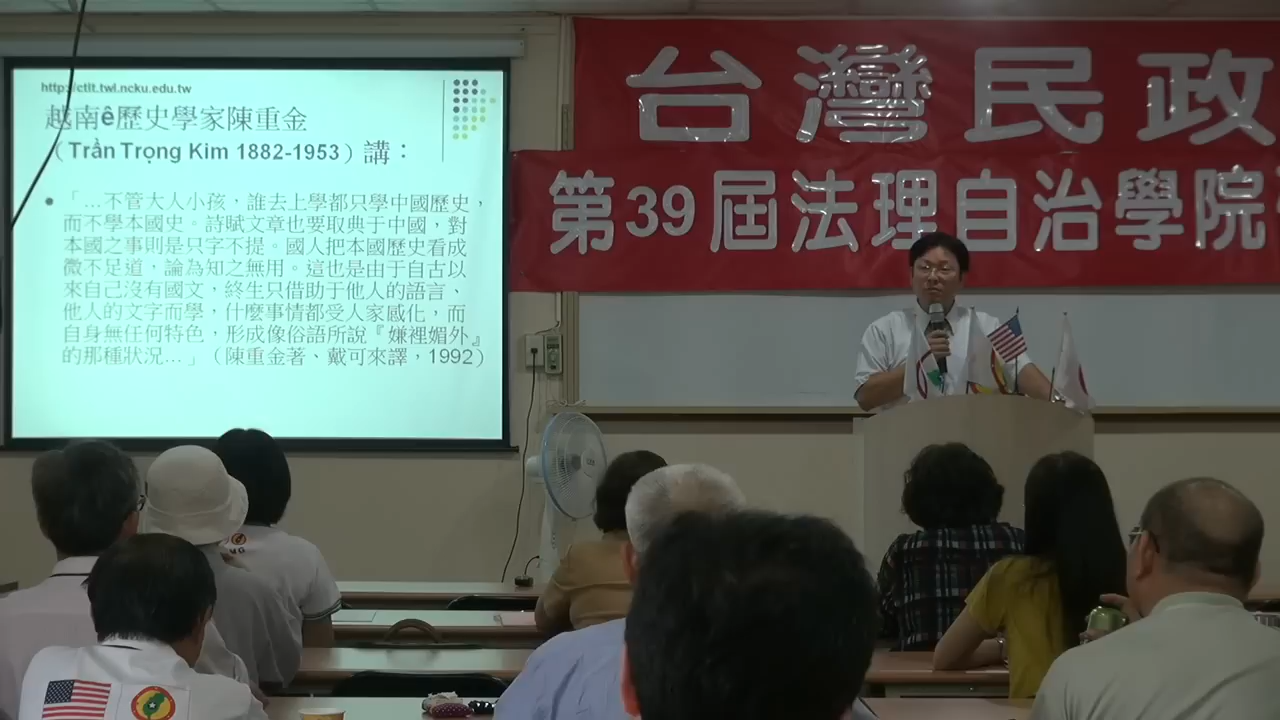 http://ctlt.twl.ncku.edu.tw
越南ê歷史學家陳重金
（Trần Trọng Kim 1882-1953）講：
• 「…不管大人小孩，誰去上學都只學中國歷史，
而不學本國史。詩賦文章也要取典于中國，對
本國之事則是只字不提。國人把本國歷史看成
微不足道，論為知之無用。這也是由于自古以
來自己沒有國文，終生只借助于他人的語言、
他人的文字而學，什麼事情都受人家感化，而
自身無任何特色，形成像俗語所說『嫌裡媚外』
的那種狀況…」（陳重金著、戴可來譯，1992）
台灣民政
第39屆法理自治學院
MG